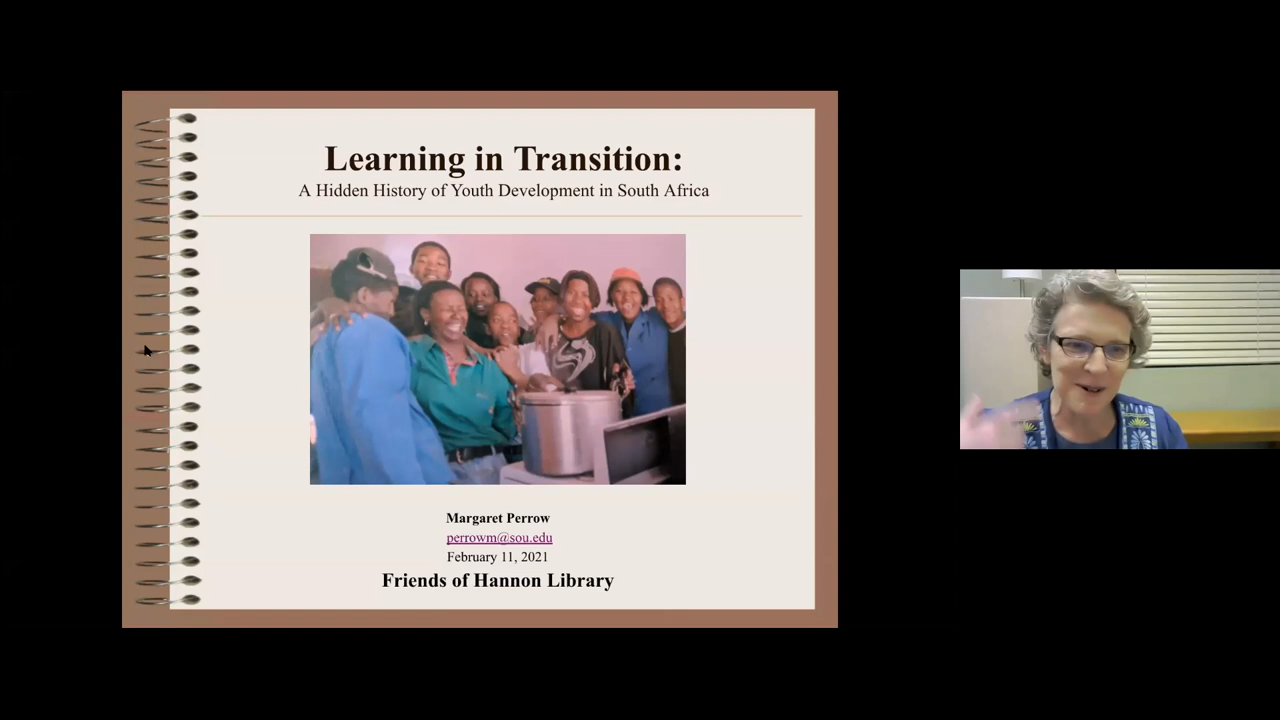 Learning in Transition:
A Hidden History of Youth Development in South Africa
Margaret Perrow
perrowm@sou.edu
February 11, 2021
Friends of Hannon Library